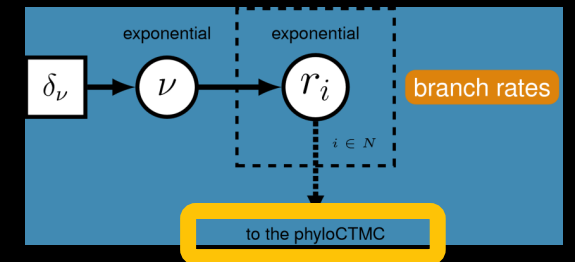 exponential exponential
δν ν ri branch rates
i ∈ N
to the phyloCTMC